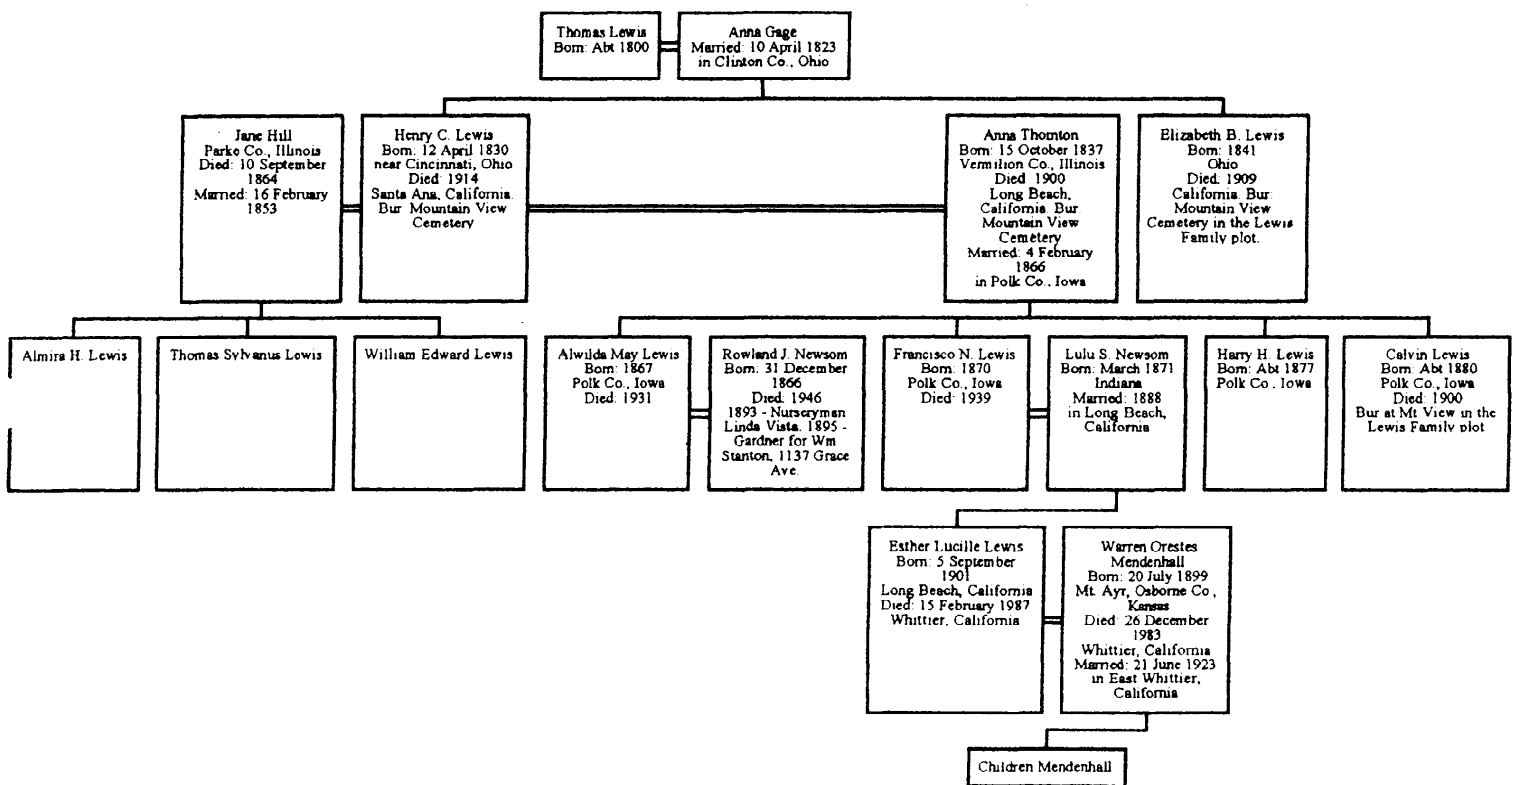 Thomas Lewis
Born: Abt 1800
Anna Gage
Married: 10 April 1823
in Clinton Co., Ohio
Jane Hill
Parke Co., Illinois
Died: 10 September
1864
Married: 16 February
1853
Henry C. Lewis
Born: 12 April 1830
near Cincinnati, Ohio
Died: 1914
Santa Ana, California.
Bur. Mountain View
Cemetery
Anna Thornton
Born: 15 October 1837
Vermilion Co., Illinois
Died: 1900
Long Beach,
California. Bur.
Mountain View
Cemetery
Married: 4 February
1866
in Polk Co., Iowa
Elizabeth B. Lewis
Born: 1841
Ohio
Died: 1909
California. Bur.
Mountain View
Cemetery in the Lewis
Family plot.
Almira H. Lewis
Thomas Sylvanus Lewis
William Edward Lewis
Alwilda May Lewis
Born: 1867
Polk Co., Iowa
Died: 1931
Rowland J. Newsom
Born: 31 December
1866
Died: 1946
1893 - Nurseryman
Linda Vista. 1895 -
Gardner for Wm
Stanton, 1137 Grace
Ave.
Francisco N. Lewis
Born: 1870
Polk Co., Iowa
Died: 1939
Lulu S. Newsom
Born: March 1871
Indiana
Married: 1888
in Long Beach,
California
Harry H. Lewis
Born: Abt 1877
Polk Co., Iowa
Calvin Lewis
Born: Abt 1880
Polk Co., Iowa
Died: 1900
Bur at Mt View in the
Lewis Family plot
Esther Lucille Lewis
Born: 5 September
1901
Long Beach, California
Died: 15 February 1987
Whittier, California
Warren Orestes
Mendenhall
Born: 20 July 1899
Mt. Ayr, Osborne Co.,
Kansas
Died: 26 December
1983
Whittier, California
Married: 21 June 1923
in East Whittier,
California
Children Mendenhall